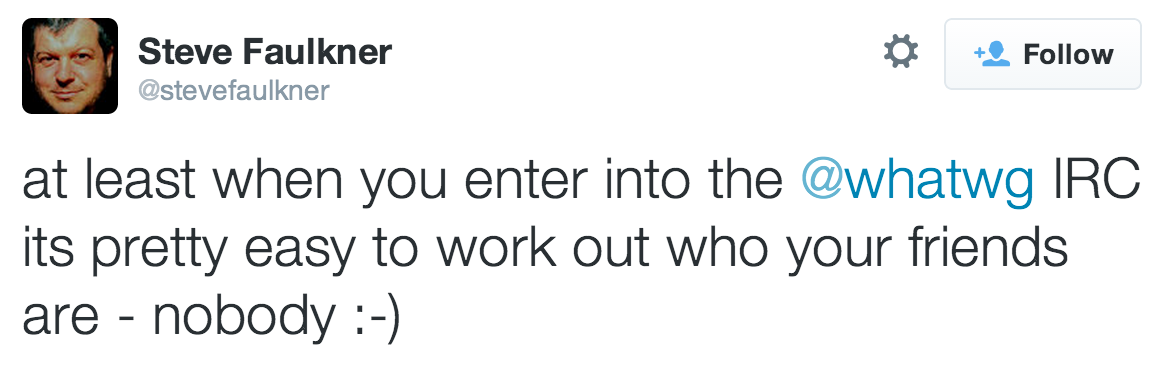 Steve Faulkner
@stevefaulkner
Follow
at least when you enter into the @whatwg IRC
its pretty easy to work out who your friends
are - nobody :-)